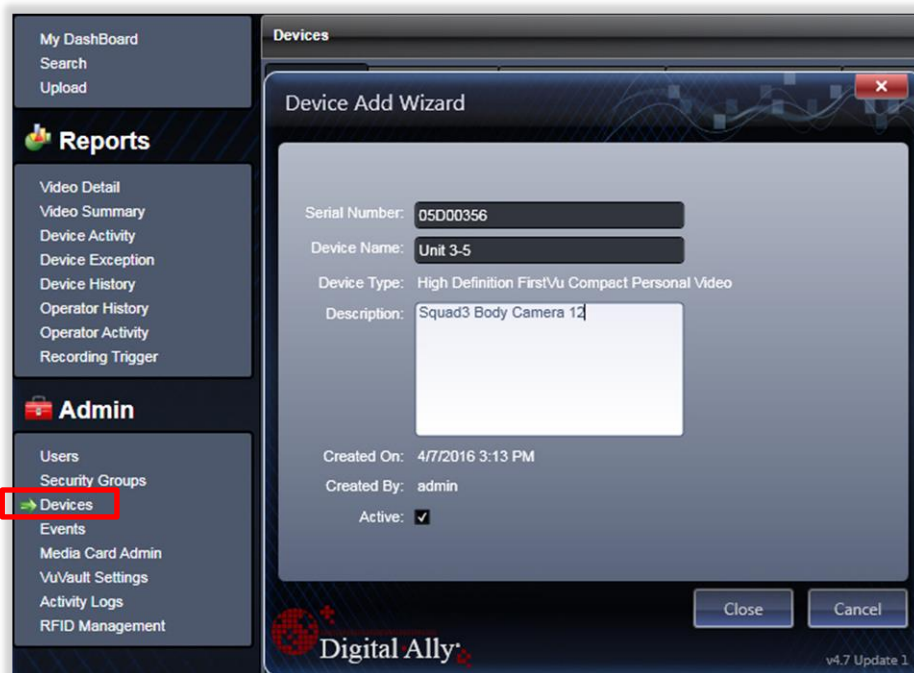 My DashBoard
Search
Upload
Reports
Video Detail
Video Summary
Device Activity
Device Exception
Device History
Operator History
Operator Activity
Recording Trigger
Admin
Users
Security Groups
Devices
Events
Media Card Admin
VuVault Settings
Activity Logs
RFID Management
Devices
Device Add Wizard
Serial Number: 05D00356
Device Name: Unit 3-5
Device Type: High Definition FirstVu Compact Personal Video
Description: Squad3 Body Camera 12
Created On: 4/7/2016 3:13 PM
Created By: admin
Active:
Close Cancel
Digital Ally
v4.7 Update 1